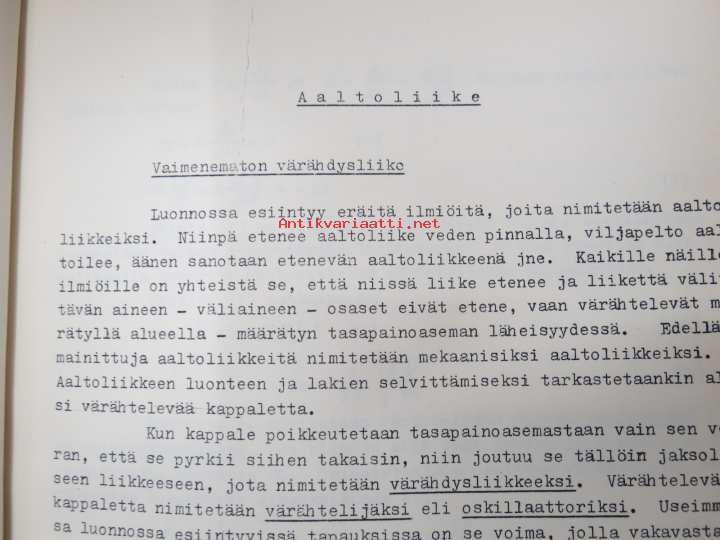 A a l t o l i i k e
Vaimenematon värähdysliike
Luonnossa esiintyy eräitä ilmiöitä, joita nimitetään aalto
Antikvariaatti.net
liikkeiksi. Niinpä etenee aaltoliike veden pinnalla, viljapelto aal
toilee, äänen sanotaan etenevän aaltoliikkeenä jne. Kaikille näille
ilmiöille on yhteistä se, että niissä liike etenee ja liikettä väli
tävän aineen - väliaineen - osaset eivät etene, vaan värähtelevät m
rätyllä alueella - määrätyn tasapainoaseman läheisyydessä. Edellä
mainittuja aaltoliikkeitä nimitetään mekaanisiksi aaltoliikkeiksi.
Aaltoliikkeen luonteen ja lakien selvittämiseksi tarkastetaankin al
si värähtelevää kappaletta.
Kun kappale poikkeutetaan tasapainoasemastaan vain sen ve
ran, että se pyrkii siihen takaisin, niin joutuu se tällöin jaksol
seen liikkeeseen, jota nimitetään värähdysliikkeeksi. Värähtelevä
kappaletta nimitetään värähtelijäksi eli oskillaattoriksi. Useimm
sa luonnossa esiintyvissä tapauksissa on se voima, jolla vakavasta